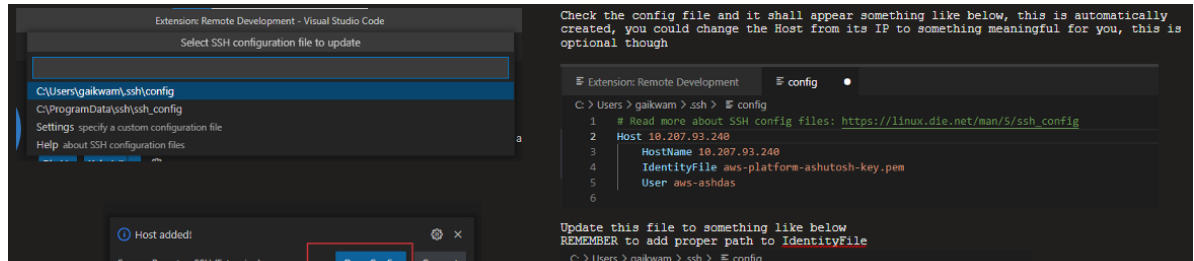 Extension: Remote Development - Visual Studio Code
Select SSH configuration file to update
C:\Users\gaikwam\.ssh\config
C:\ProgramData\ssh\ssh_config
Settings specify a custom configuration file
Help about SSH configuration files
a
Host added!
Check the config file and it shall appear something like below, this is automatically
created, you could change the Host from its IP to something meaningful for you, this is
optional though
Extension: Remote Development config
C: > Users > gaikwam > .ssh > config
1 # Read more about SSH config files: https://linux.die.net/man/5/ssh_config
2 Host 10.207.93.240
3 HostName 10.207.93.240
4 IdentityFile aws-platform-ashutosh-key.pem
5 User aws-ashdas
6
Update this file to something like below
REMEMBER to add proper path to IdentityFile
C: > Users > gaikwam > .ssh > config